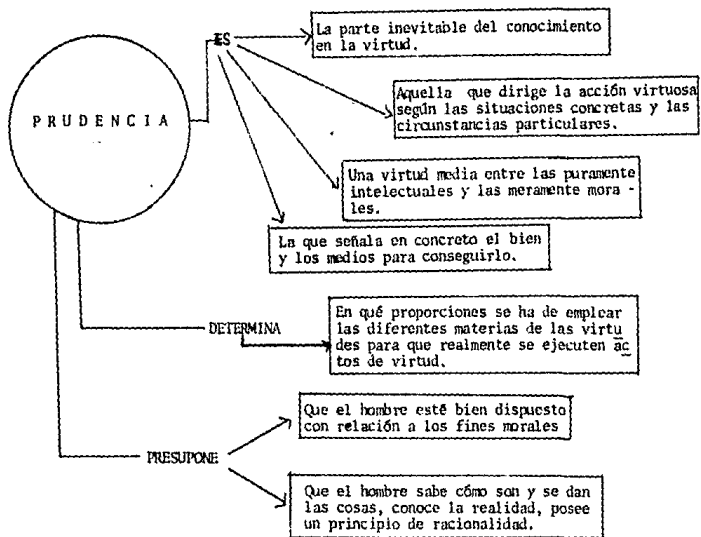 PRUDENCIA
ES
La parte inevitable del conocimiento
en la virtud.
Aquella que dirige la acción virtuosa
según las situaciones concretas y las
circunstancias particulares.
Una virtud media entre las puramente
intelectuales y las meramente mora-
les.
La que señala en concreto el bien
y los medios para conseguirlo.
DETERMINA
En qué proporciones se ha de emplear
las diferentes materias de las virtu
des para que realmente se ejecuten ac
tos de virtud.
PRESUPONE
Que el hombre esté bien dispuesto
con relación a los fines morales
Que el hombre sabe cómo son y se dan
las cosas, conoce la realidad, posee
un principio de racionalidad.